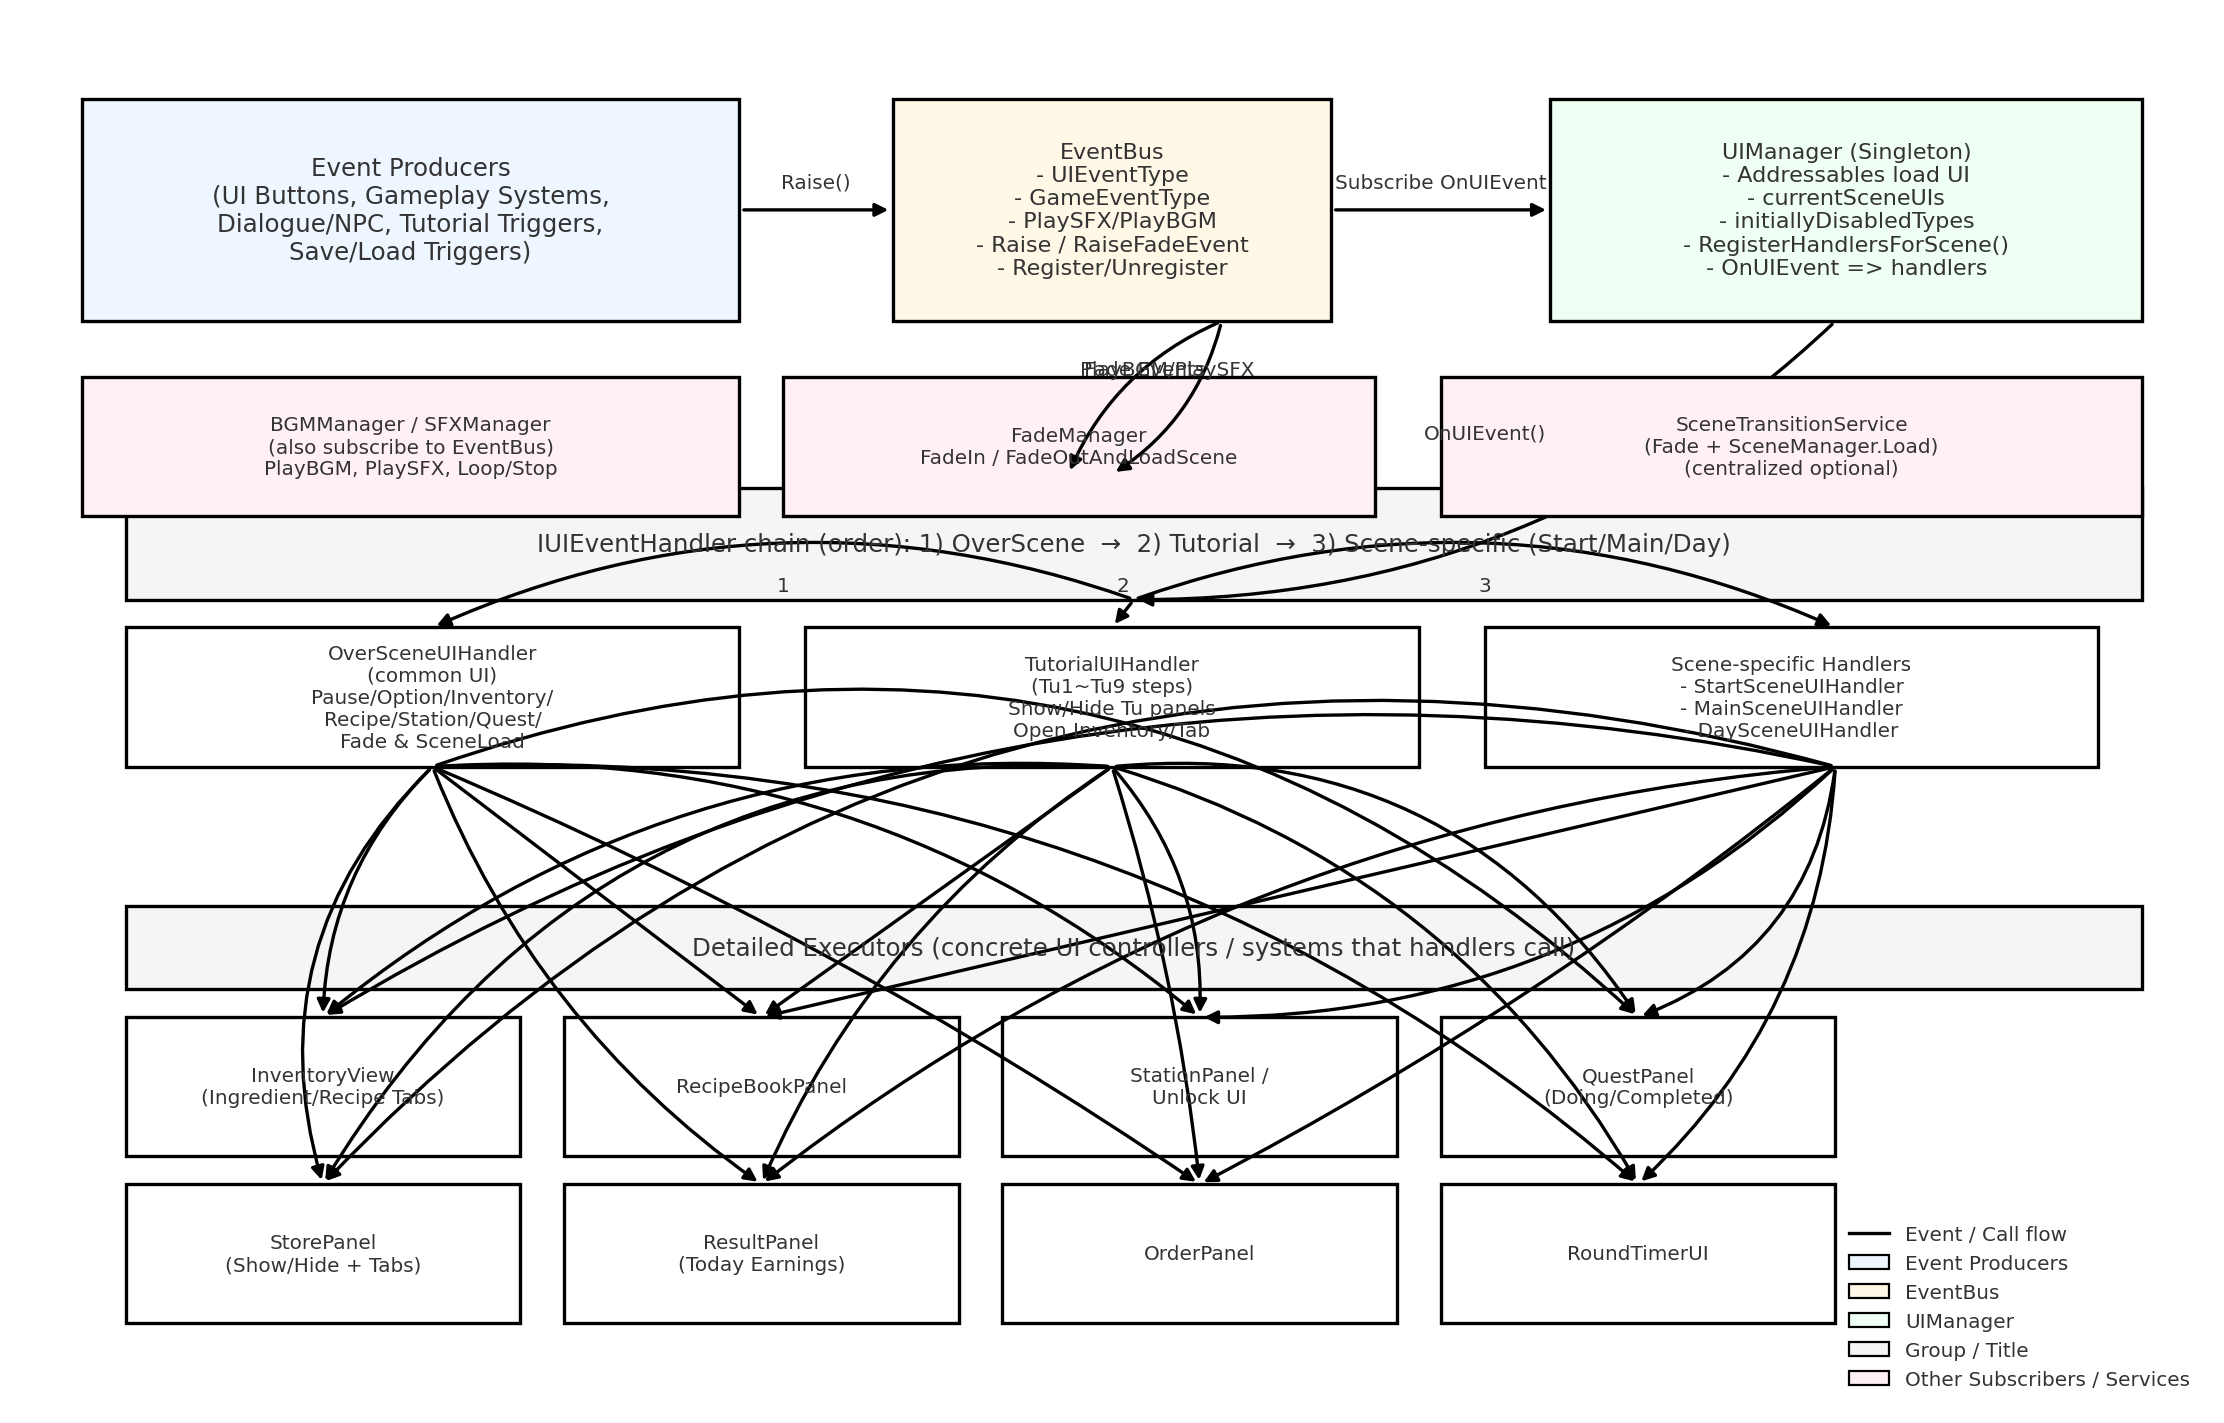 Event Producers
(UI Buttons, Gameplay Systems,
Dialogue/NPC, Tutorial Triggers,
Save/Load Triggers)
Raise()
EventBus
- UIEventType
- GameEventType
- PlaySFX/PlayBGM
- Raise / RaiseFadeEvent
- Register/Unregister
Subscribe OnUIEvent
UIManager (Singleton)
- Addressables load UI
- currentSceneUIs
- initiallyDisabledTypes
- RegisterHandlersForScene()
- OnUIEvent => handlers
PlayBGM/PlaySFX
BGMManager / SFXManager
(also subscribe to EventBus)
PlayBGM, PlaySFX, Loop/Stop
FadeManager
FadeIn / FadeOutAndLoadScene
OnUIEvent()
SceneTransitionService
(Fade + SceneManager.Load)
(centralized optional)
IUIEventHandler chain (order): 1) OverScene → 2) Tutorial → 3) Scene-specific (Start/Main/Day)
1
2
3
OverSceneUIHandler
(common UI)
Pause/Option/Inventory/
Recipe/Station/Quest/
Fade & SceneLoad
TutorialUIHandler
(Tu1~Tu9 steps)
Show/Hide Tu panels
Open Inventory/Tab
Scene-specific Handlers
- StartSceneUIHandler
- MainSceneUIHandler
- DaySceneUIHandler
Detailed Executors (concrete UI controllers / systems that handlers call)
InventoryView
(Ingredient/Recipe Tabs)
RecipeBookPanel
StationPanel /
Unlock UI
QuestPanel
(Doing/Completed)
StorePanel
(Show/Hide + Tabs)
ResultPanel
(Today Earnings)
OrderPanel
RoundTimerUI
Event / Call flow
Event Producers
EventBus
UIManager
Group / Title
Other Subscribers / Services